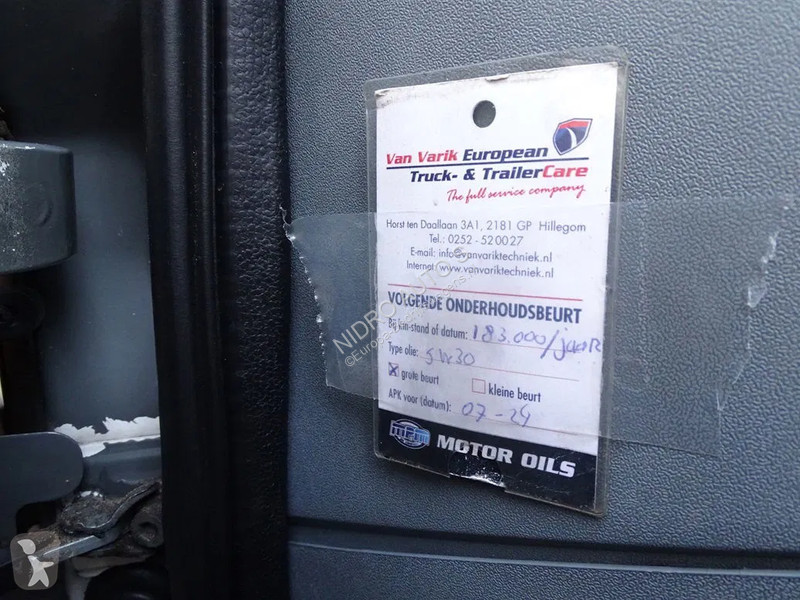 Van Varik European
Truck- & TrailerCare
The full service company
Horst ten Daallaan 3A1, 2181 GP Hillegom
Tel.: 0252 - 520027
E-mail: info@vanvariktechniek.nl
Internet: www.vanvariktechniek.nl
VOLGENDE ONDERHOUDSBEURT
Bij km-stand of datum: 183.000/jaar
Type olie: 5W30
grote beurt kleine beurt
APK voor (datum): 07-24
MOTOR OILS